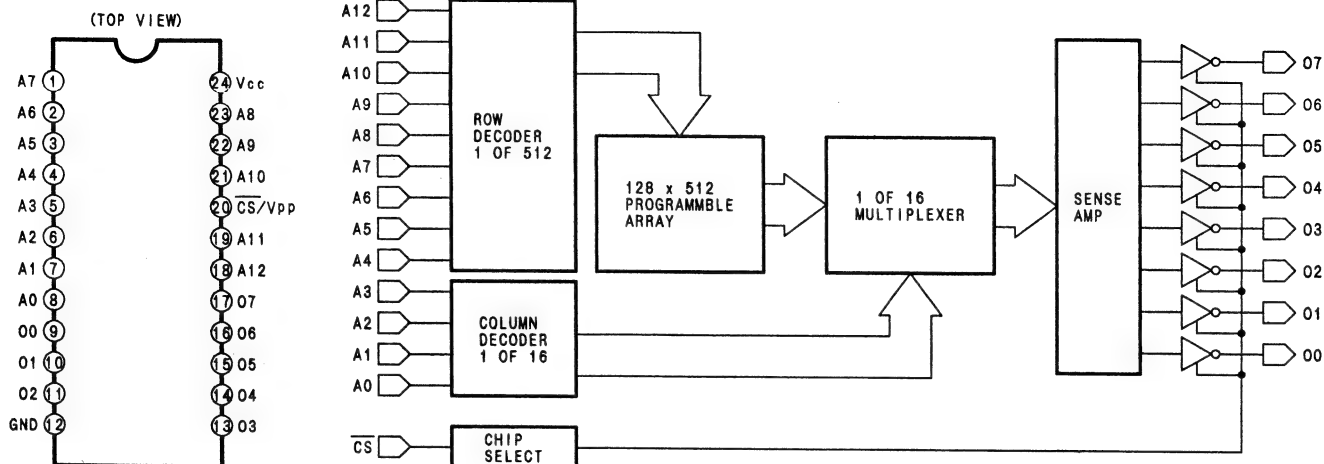 (TOP VIEW)
A7 1
A6 2
A5 3
A4 4
A3 5
A2 6
A1 7
A0 8
O0 9
O1 10
O2 11
GND 12
24 Vcc
23 A8
22 A9
21 A10
20 C̅S̅/Vpp
19 A11
18 A12
17 O7
16 O6
15 O5
14 O4
13 O3
A12
A11
A10
A9
A8
A7
A6
A5
A4
A3
A2
A1
A0
C̅S̅
ROW
DECODER
1 OF 512
COLUMN
DECODER
1 OF 16
CHIP
SELECT
128 x 512
PROGRAMMBLE
ARRAY
1 OF 16
MULTIPLEXER
SENSE
AMP
O7
O6
O5
O4
O3
O2
O1
O0